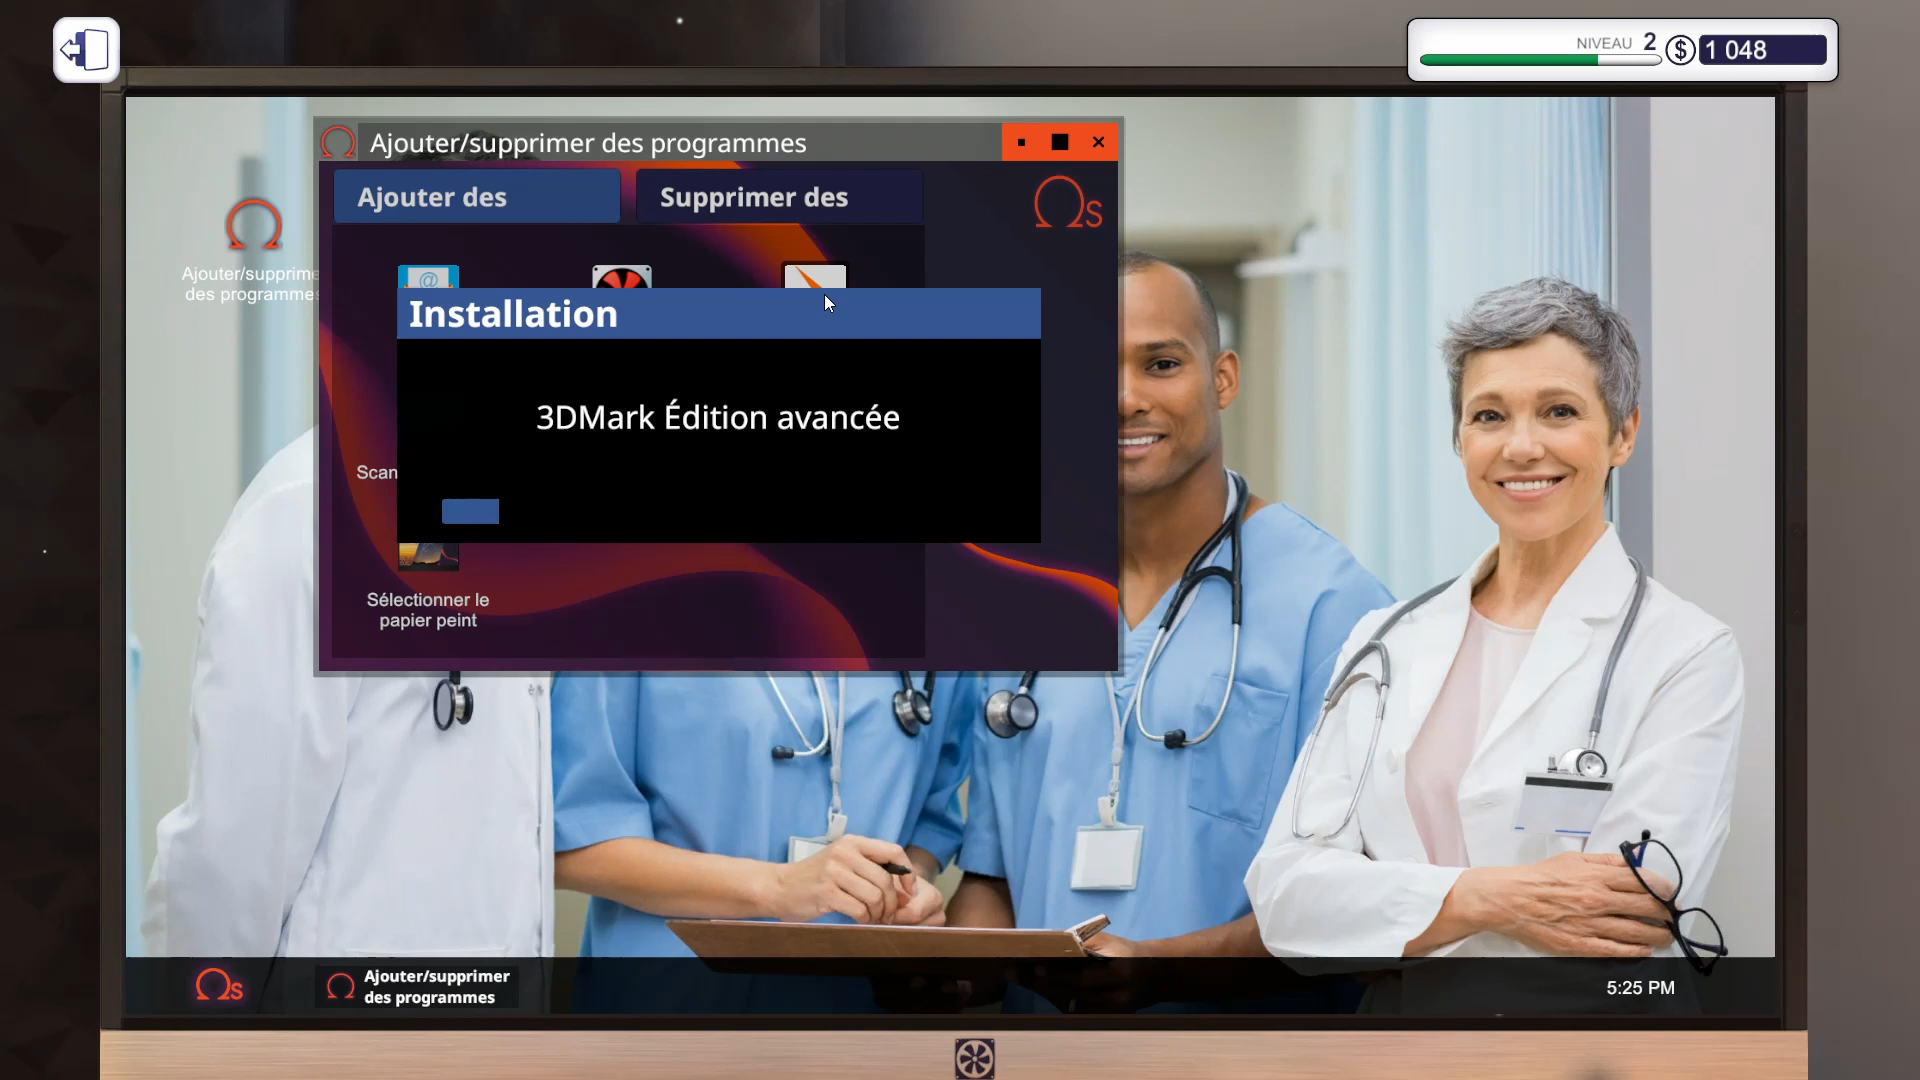 NIVEAU 2
$ 1 048
Ajouter/supprimer des programmes
Ajouter des
Supprimer des
Ωs
Ajouter/supprime
des programmes
Installation
3DMark Édition avancée
Scan
Sélectionner le
papier peint
Ωs
Ajouter/supprimer
des programmes
5:25 PM